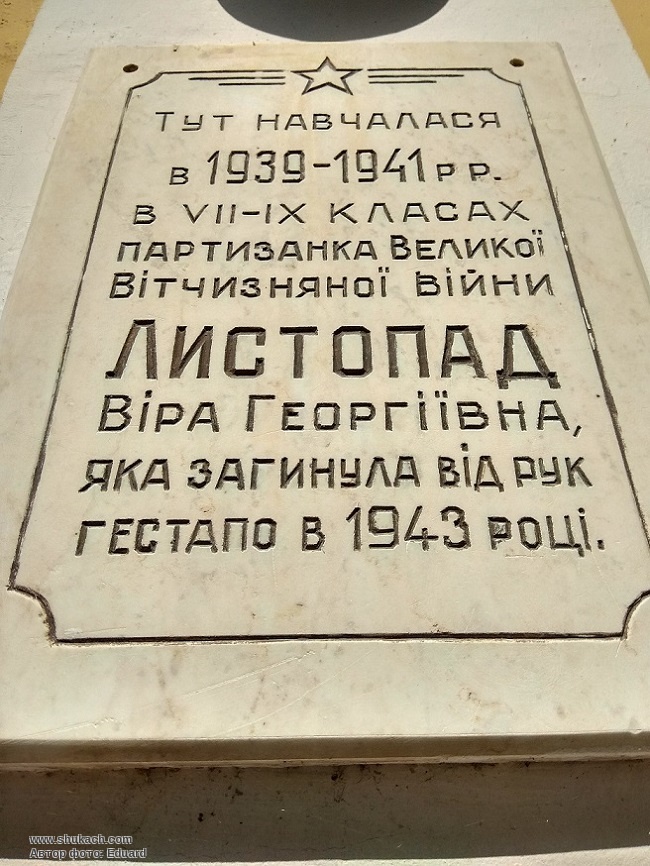 Тут навчалася
в 1939-1941 р р.
в VII-IX класах
партизанка Великої
Вітчизняної війни
Листопад
Віра Георгіївна,
яка загинула від рук
гестапо в 1943 році.
www.shukach.com
Автор фото: Eduard